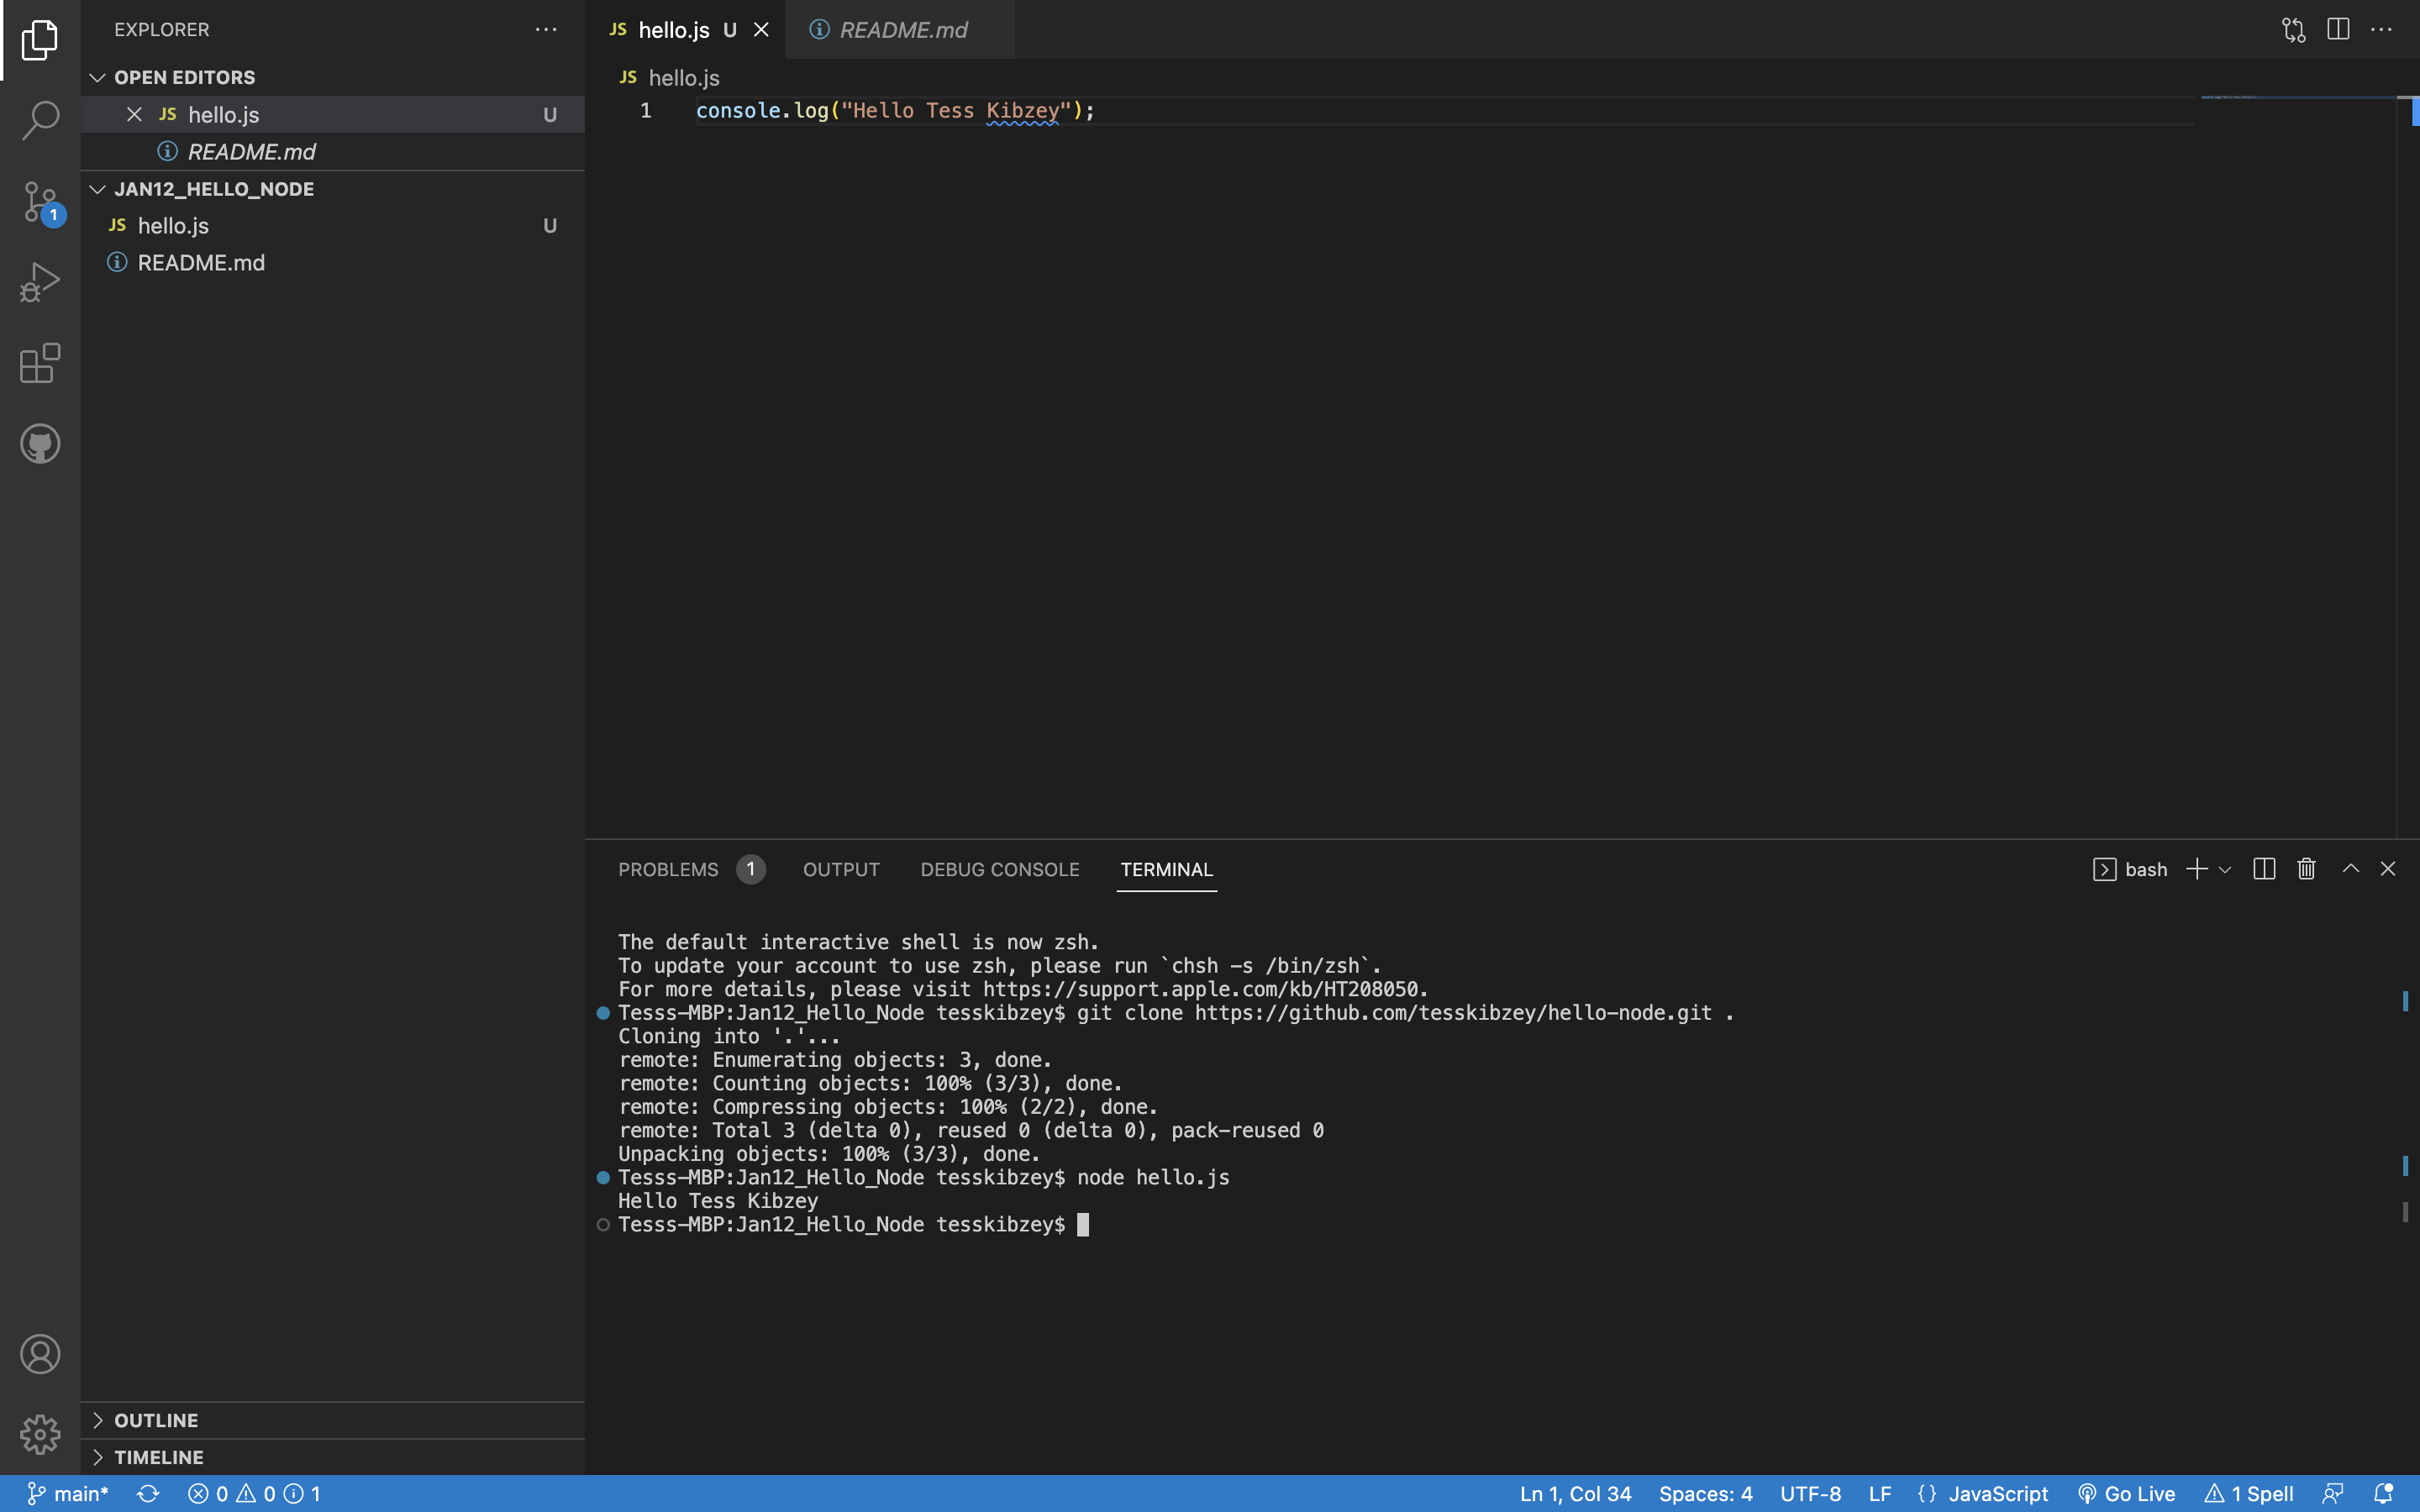 EXPLORER
OPEN EDITORS
JS hello.js U
README.md
JAN12_HELLO_NODE
JS hello.js U
README.md
1
OUTLINE
TIMELINE
JS hello.js U
README.md
JS hello.js
1 console.log("Hello Tess Kibzey");
PROBLEMS 1 OUTPUT DEBUG CONSOLE TERMINAL
bash
The default interactive shell is now zsh.
To update your account to use zsh, please run `chsh -s /bin/zsh`.
For more details, please visit https://support.apple.com/kb/HT208050.
Tesss-MBP:Jan12_Hello_Node tesskibzey$ git clone https://github.com/tesskibzey/hello-node.git .
Cloning into '.'...
remote: Enumerating objects: 3, done.
remote: Counting objects: 100% (3/3), done.
remote: Compressing objects: 100% (2/2), done.
remote: Total 3 (delta 0), reused 0 (delta 0), pack-reused 0
Unpacking objects: 100% (3/3), done.
Tesss-MBP:Jan12_Hello_Node tesskibzey$ node hello.js
Hello Tess Kibzey
Tesss-MBP:Jan12_Hello_Node tesskibzey$
main* 0 0 1 Ln 1, Col 34 Spaces: 4 UTF-8 LF {} JavaScript Go Live 1 Spell